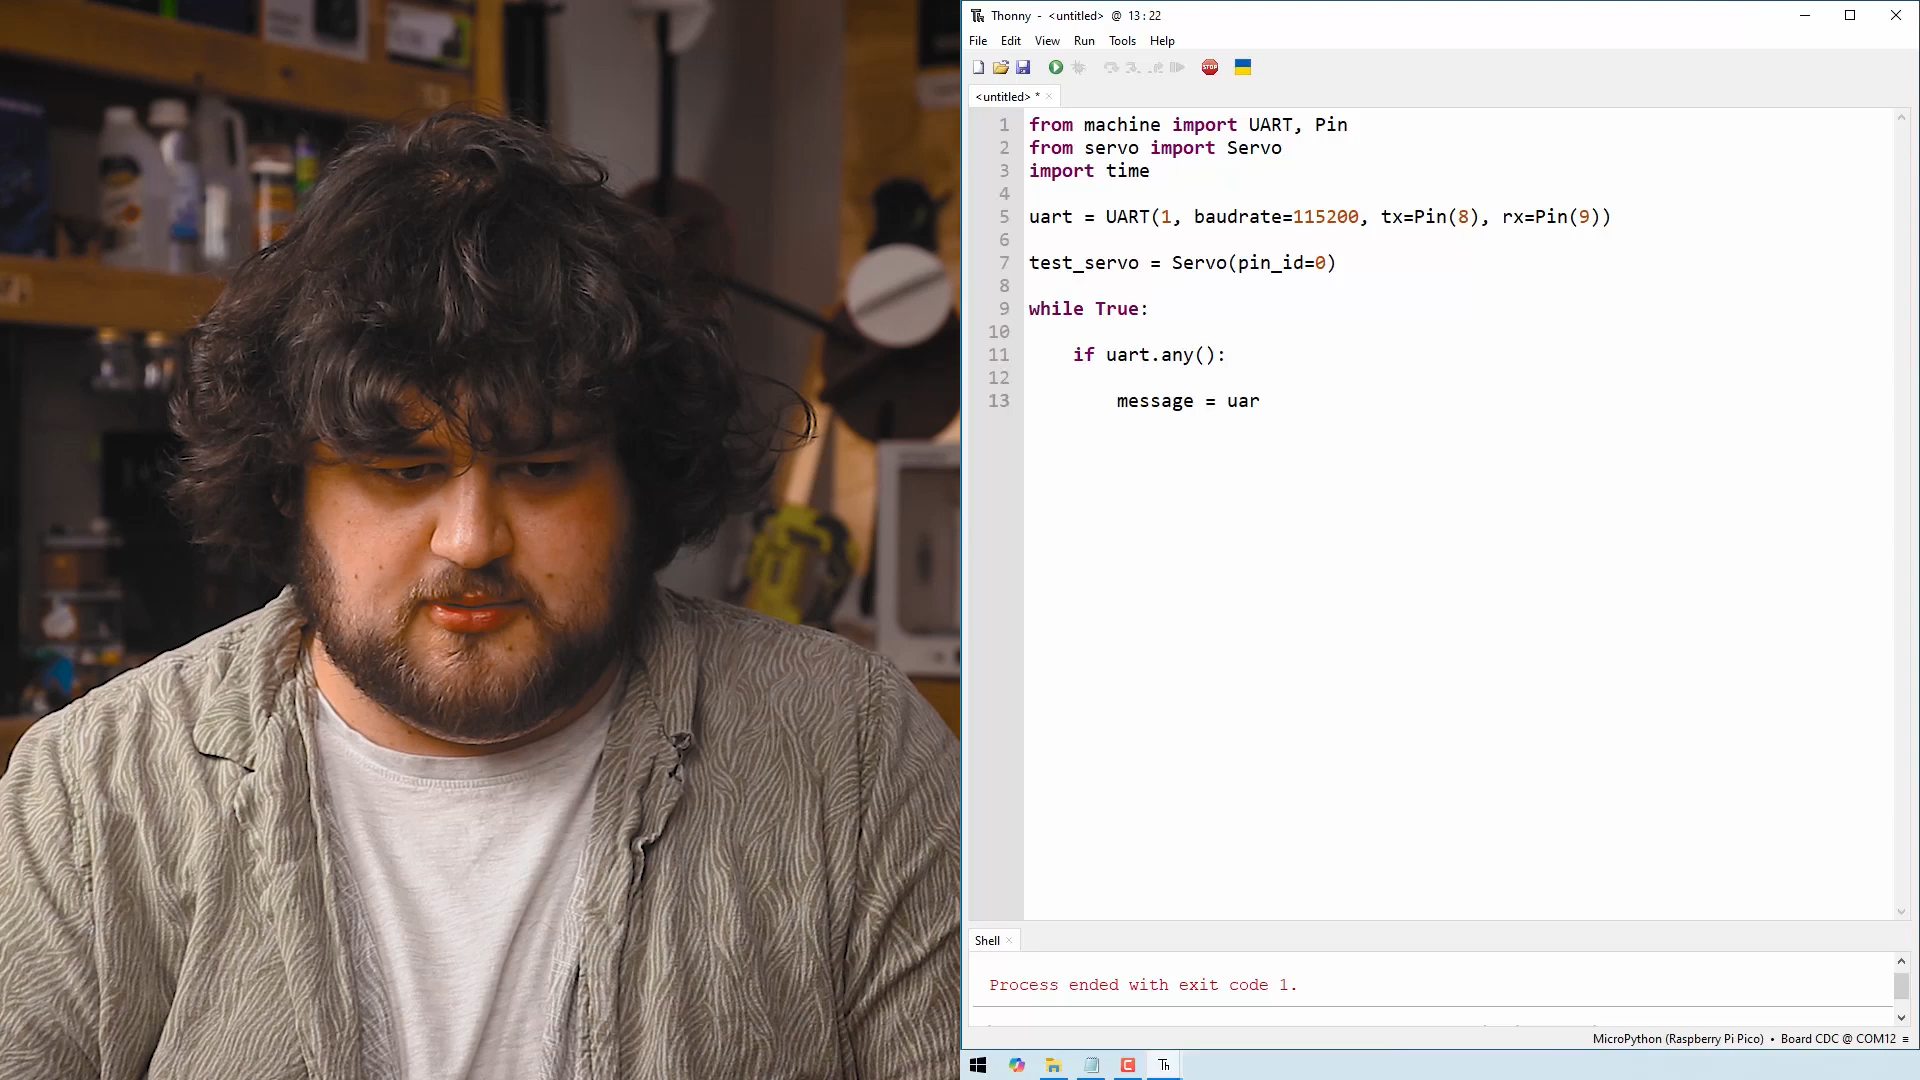 Thonny - <untitled> @ 13:22
File Edit View Run Tools Help
STOP
<untitled> *
1 from machine import UART, Pin
2 from servo import Servo
3 import time
4
5 uart = UART(1, baudrate=115200, tx=Pin(8), rx=Pin(9))
6
7 test_servo = Servo(pin_id=0)
8
9 while True:
10
11 if uart.any():
12
13 message = uar
Shell
Process ended with exit code 1.
MicroPython (Raspberry Pi Pico) • Board CDC @ COM12 ≡
Th